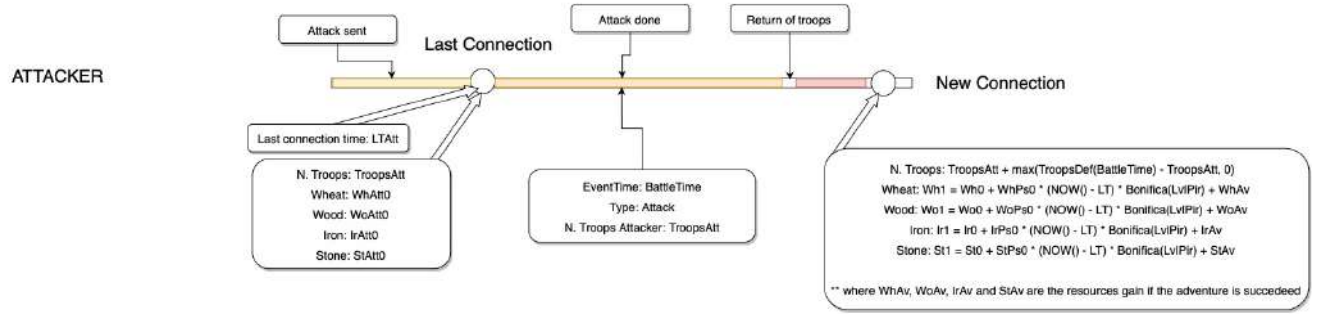 Attack sent
Attack done
Return of troops
Last Connection
ATTACKER
New Connection
Last connection time: LTAtt
N. Troops: TroopsAtt
Wheat: WhAtt0
Wood: WoAtt0
Iron: IrAtt0
Stone: StAtt0
EventTime: BattleTime
Type: Attack
N. Troops Attacker: TroopsAtt
N. Troops: TroopsAtt + max(TroopsDef(BattleTime) - TroopsAtt, 0)
Wheat: Wh1 = Wh0 + WhPs0 * (NOW() - LT) * Bonifica(LvlPir) + WhAv
Wood: Wo1 = Wo0 + WoPs0 * (NOW() - LT) * Bonifica(LvlPir) + WoAv
Iron: Ir1 = Ir0 + IrPs0 * (NOW() - LT) * Bonifica(LvlPir) + IrAv
Stone: St1 = St0 + StPs0 * (NOW() - LT) * Bonifica(LvlPir) + StAv
** where WhAv, WoAv, IrAv and StAv are the resources gain if the adventure is succedeed